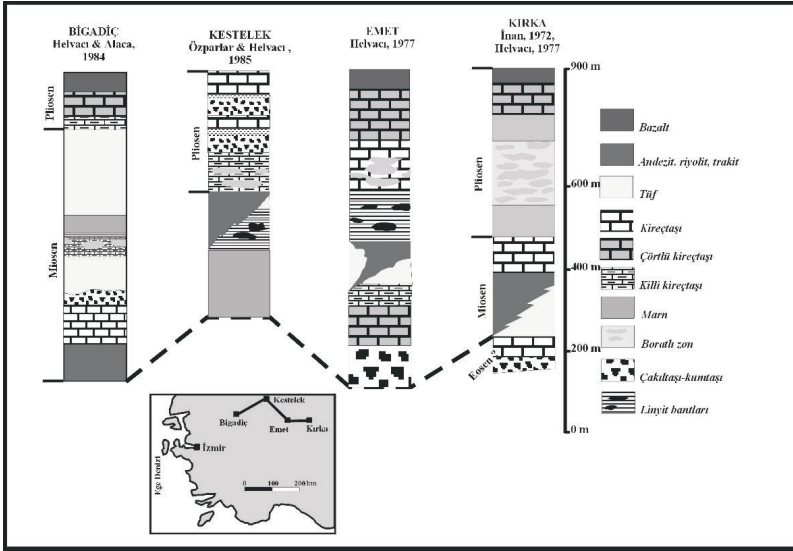 BİGADİÇ
Helvacı & Alaca,
1984
KESTELEK
Özparlar & Helvacı ,
1985
EMET
Helvacı, 1977
KIRKA
İnan, 1972,
Helvacı, 1977
Pliosen
Miosen
Pliosen
Pliosen
Miosen
Eosen ?
900 m
600 m
400 m
200 m
0 m
Bazalt
Andezit, riyolit, trakit
Tüf
Kireçtaşı
Çörtlü kireçtaşı
Killi kireçtaşı
Marn
Boratlı zon
Çakıltaşı-kumtaşı
Linyit bantları
Kestelek
Bigadiç
Emet
Kırka
İzmir
Ege Denizi
0 100 200 km